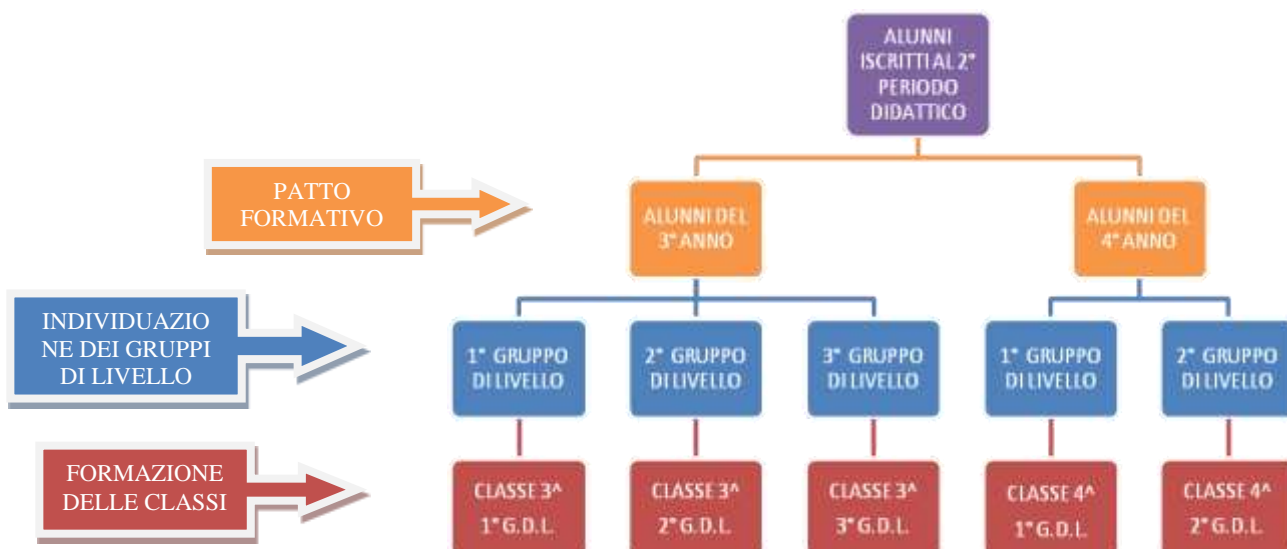 ALUNNI
ISCRITTI AL 2°
PERIODO
DIDATTICO
PATTO
FORMATIVO
ALUNNI DEL
3° ANNO
ALUNNI DEL
4° ANNO
INDIVIDUAZIO
NE DEI GRUPPI
DI LIVELLO
1° GRUPPO
DI LIVELLO
2° GRUPPO
DI LIVELLO
3° GRUPPO
DI LIVELLO
1° GRUPPO
DI LIVELLO
2° GRUPPO
DI LIVELLO
FORMAZIONE
DELLE CLASSI
CLASSE 3^
1° G.D.L.
CLASSE 3^
2° G.D.L.
CLASSE 3^
3° G.D.L.
CLASSE 4^
1° G.D.L.
CLASSE 4^
2° G.D.L.